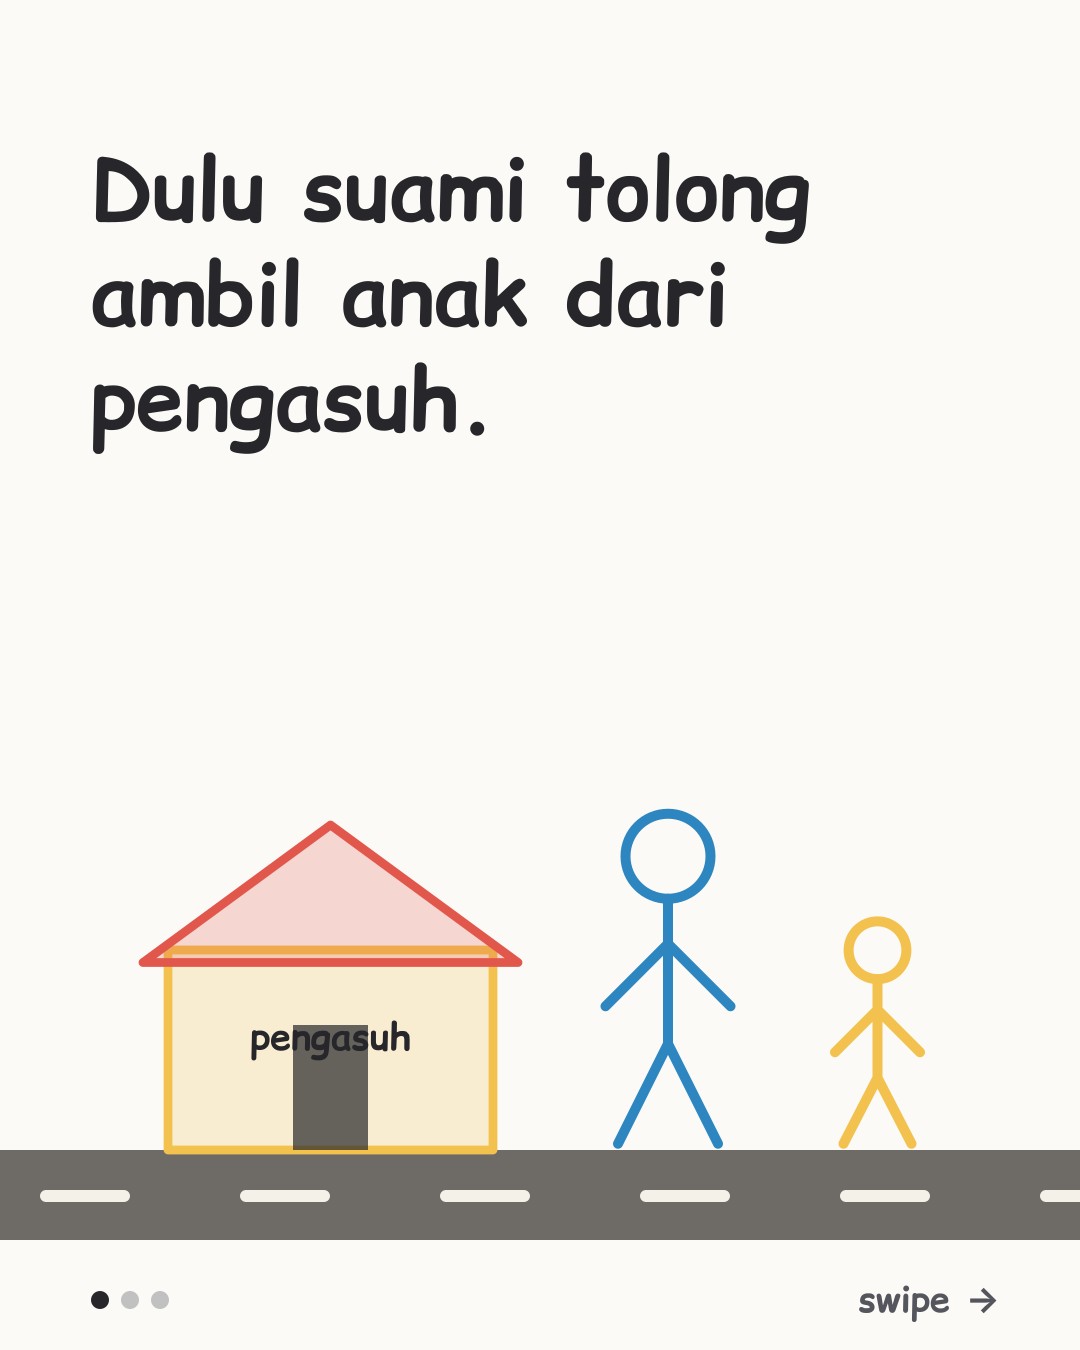 Dulu suami tolong
ambil anak dari
pengasuh.
pengasuh
swipe →